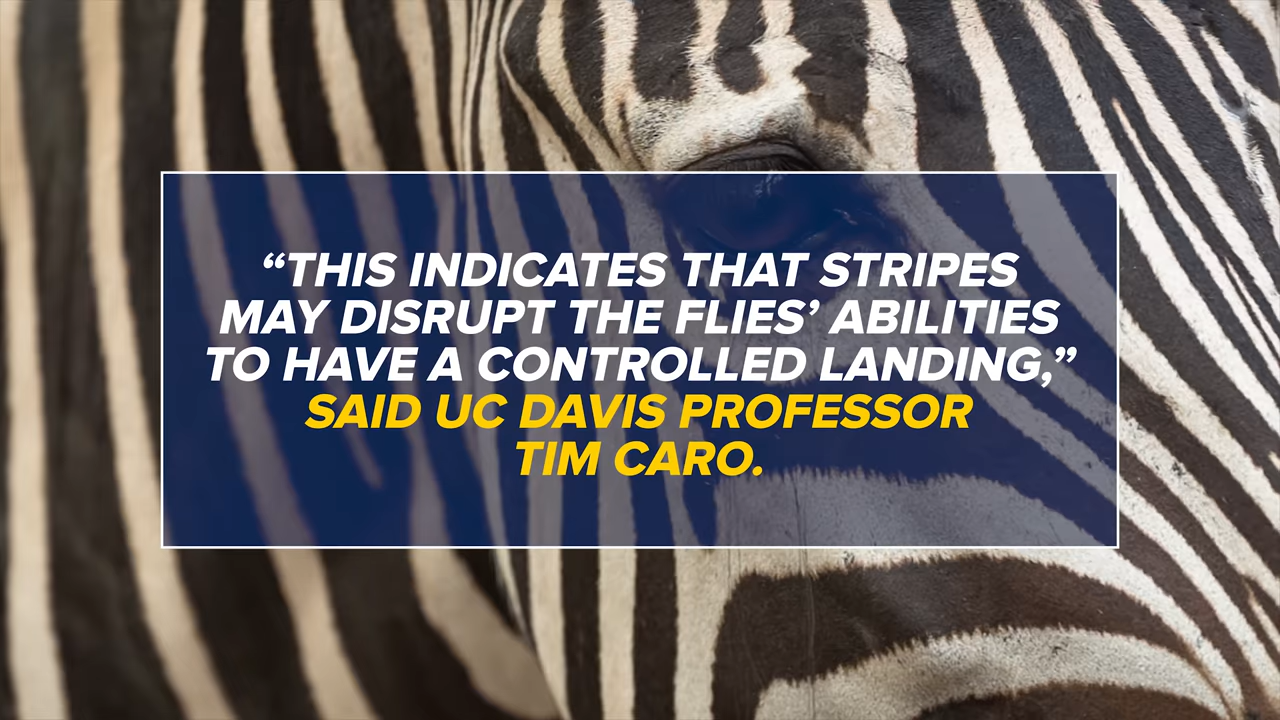 “THIS INDICATES THAT STRIPES
MAY DISRUPT THE FLIES’ ABILITIES
TO HAVE A CONTROLLED LANDING,”
SAID UC DAVIS PROFESSOR
TIM CARO.